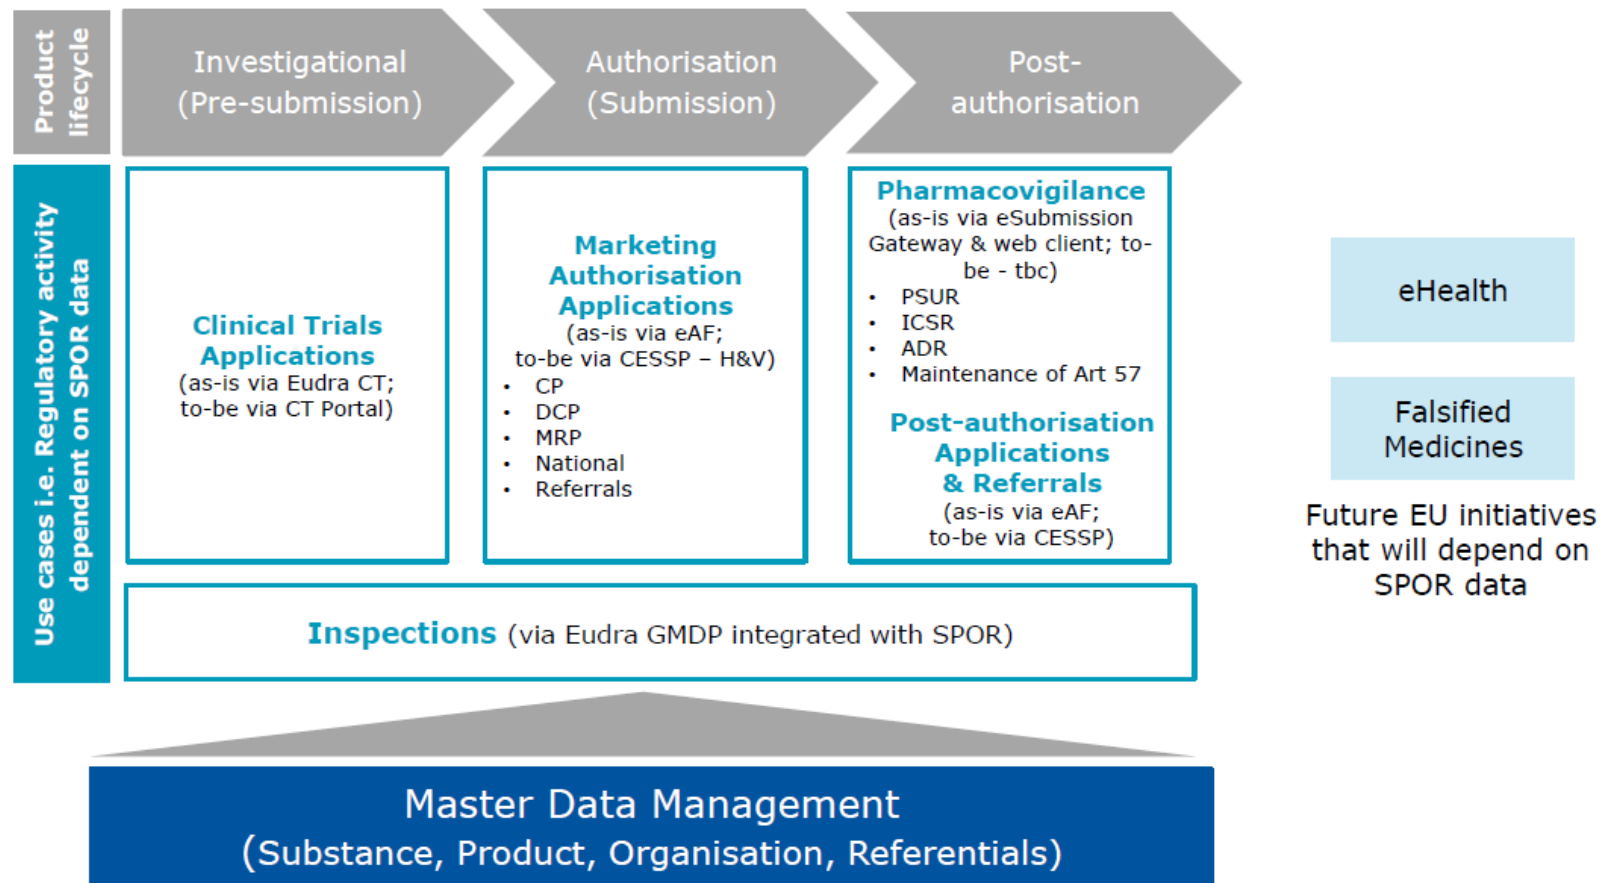 Product
lifecycle
Investigational
(Pre-submission)
Authorisation
(Submission)
Post-
authorisation
Use cases i.e. Regulatory activity
dependent on SPOR data
Clinical Trials
Applications
(as-is via Eudra CT;
to-be via CT Portal)
Marketing
Authorisation
Applications
(as-is via eAF;
to-be via CESSP – H&V)
• CP
• DCP
• MRP
• National
• Referrals
Pharmacovigilance
(as-is via eSubmission
Gateway & web client; to-
be - tbc)
• PSUR
• ICSR
• ADR
• Maintenance of Art 57
Post-authorisation
Applications
& Referrals
(as-is via eAF;
to-be via CESSP)
Inspections (via Eudra GMDP integrated with SPOR)
eHealth
Falsified
Medicines
Future EU initiatives
that will depend on
SPOR data
Master Data Management
(Substance, Product, Organisation, Referentials)